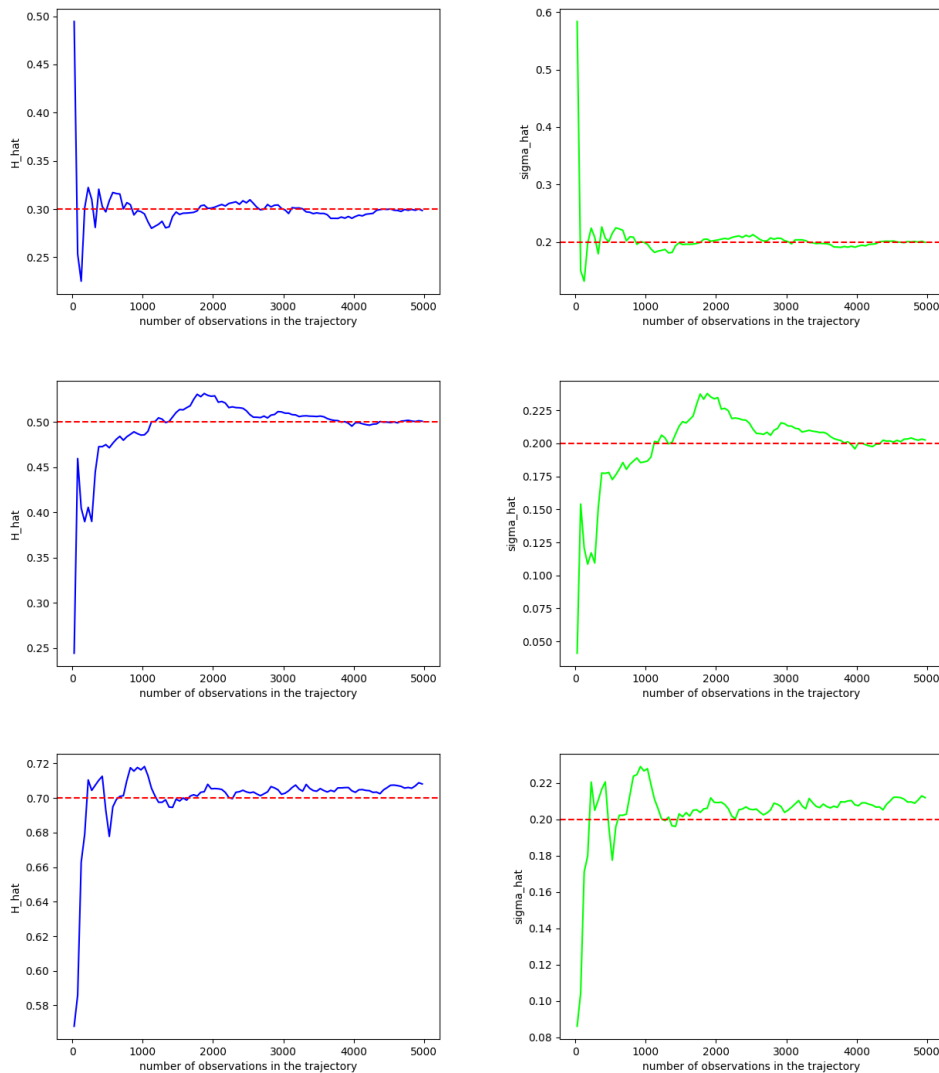 H_hat
0.50
0.45
0.40
0.35
0.30
0.25
0 1000 2000 3000 4000 5000
number of observations in the trajectory
sigma_hat
0.6
0.5
0.4
0.3
0.2
0.1
0 1000 2000 3000 4000 5000
number of observations in the trajectory
H_hat
0.50
0.45
0.40
0.35
0.30
0.25
0 1000 2000 3000 4000 5000
number of observations in the trajectory
sigma_hat
0.225
0.200
0.175
0.150
0.125
0.100
0.075
0.050
0 1000 2000 3000 4000 5000
number of observations in the trajectory
H_hat
0.72
0.70
0.68
0.66
0.64
0.62
0.60
0.58
0 1000 2000 3000 4000 5000
number of observations in the trajectory
sigma_hat
0.22
0.20
0.18
0.16
0.14
0.12
0.10
0.08
0 1000 2000 3000 4000 5000
number of observations in the trajectory